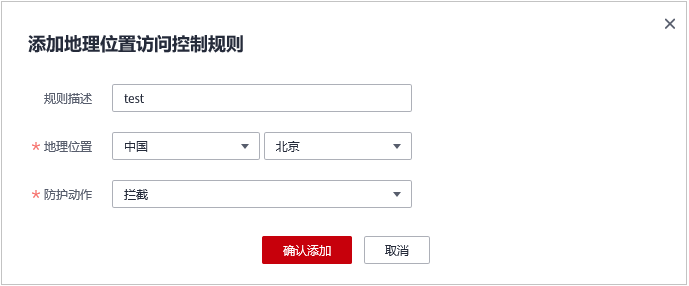 添加地理位置访问控制规则
规则描述 test
* 地理位置 中国 北京
* 防护动作 拦截
确认添加 取消